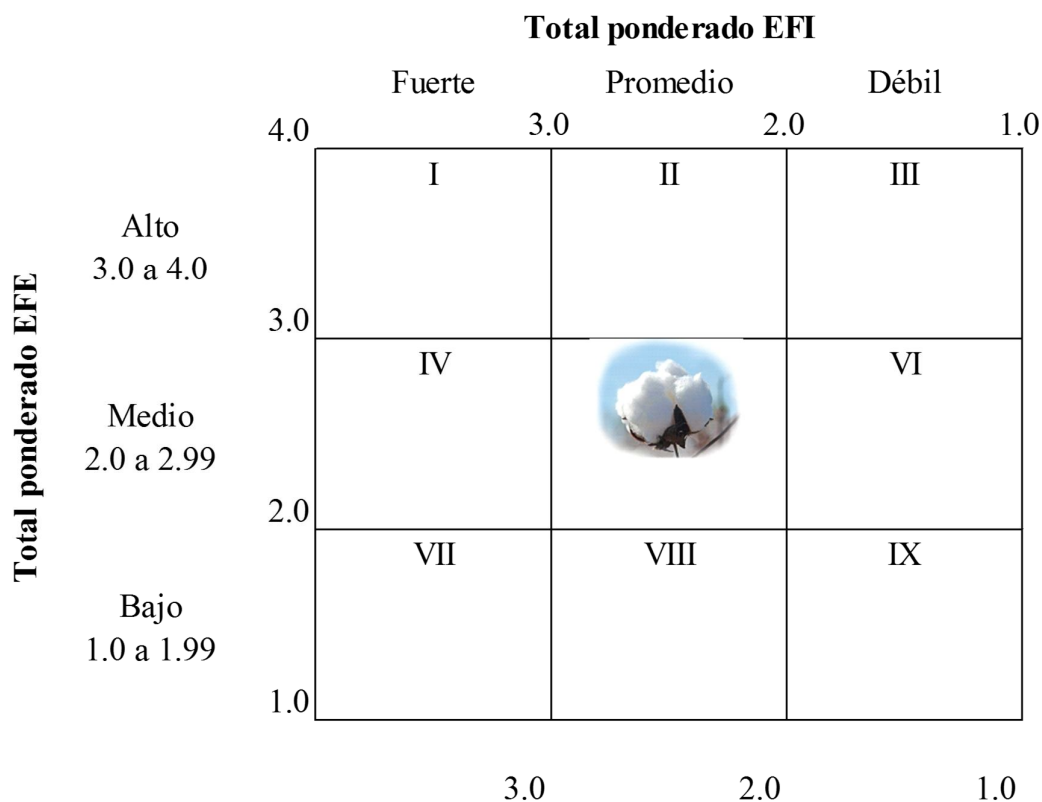 Total ponderado EFI
Fuerte Promedio Débil
4.0 3.0 2.0 1.0
I II III
Alto
3.0 a 4.0
Total ponderado EFE
3.0
IV VI
Medio
2.0 a 2.99
2.0
VII VIII IX
Bajo
1.0 a 1.99
1.0
3.0 2.0 1.0